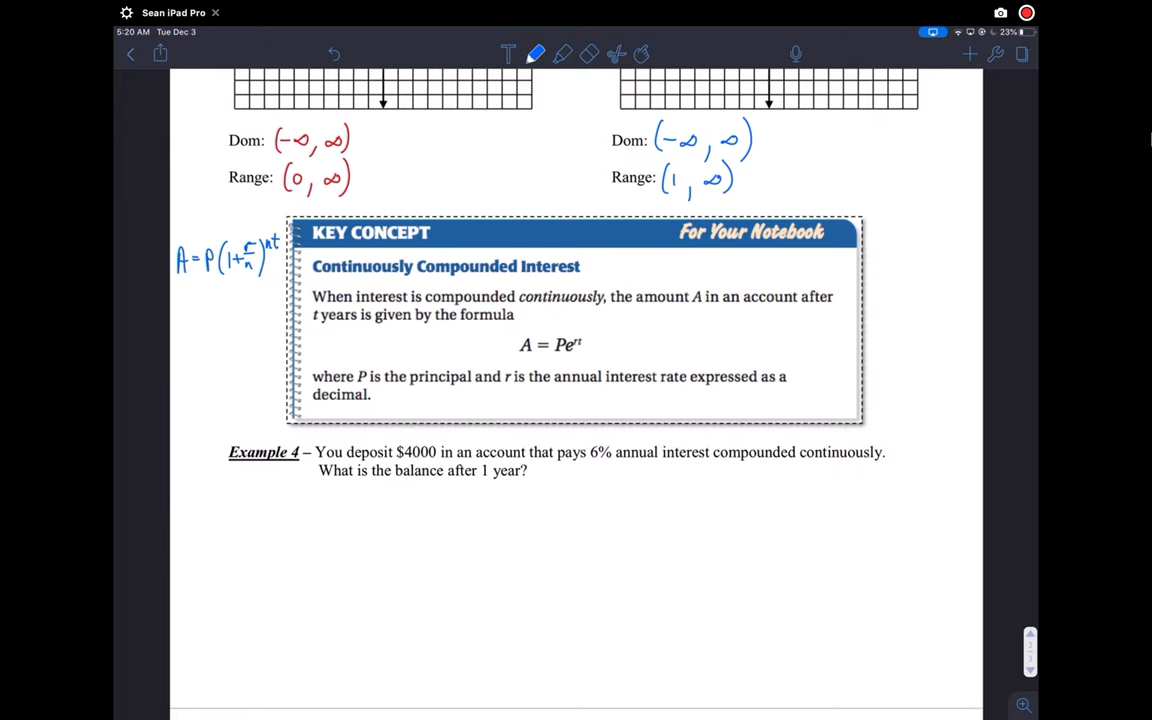 Sean iPad Pro ×
5:20 AM Tue Dec 3
23%
T
Dom: (-∞, ∞)
Range: (0, ∞)
Dom: (-∞, ∞)
Range: (1, ∞)
A = P(1+r/n)^nt
KEY CONCEPT For Your Notebook
Continuously Compounded Interest
When interest is compounded continuously, the amount A in an account after
t years is given by the formula
A = Pe^rt
where P is the principal and r is the annual interest rate expressed as a
decimal.
Example 4 – You deposit $4000 in an account that pays 6% annual interest compounded continuously.
What is the balance after 1 year?